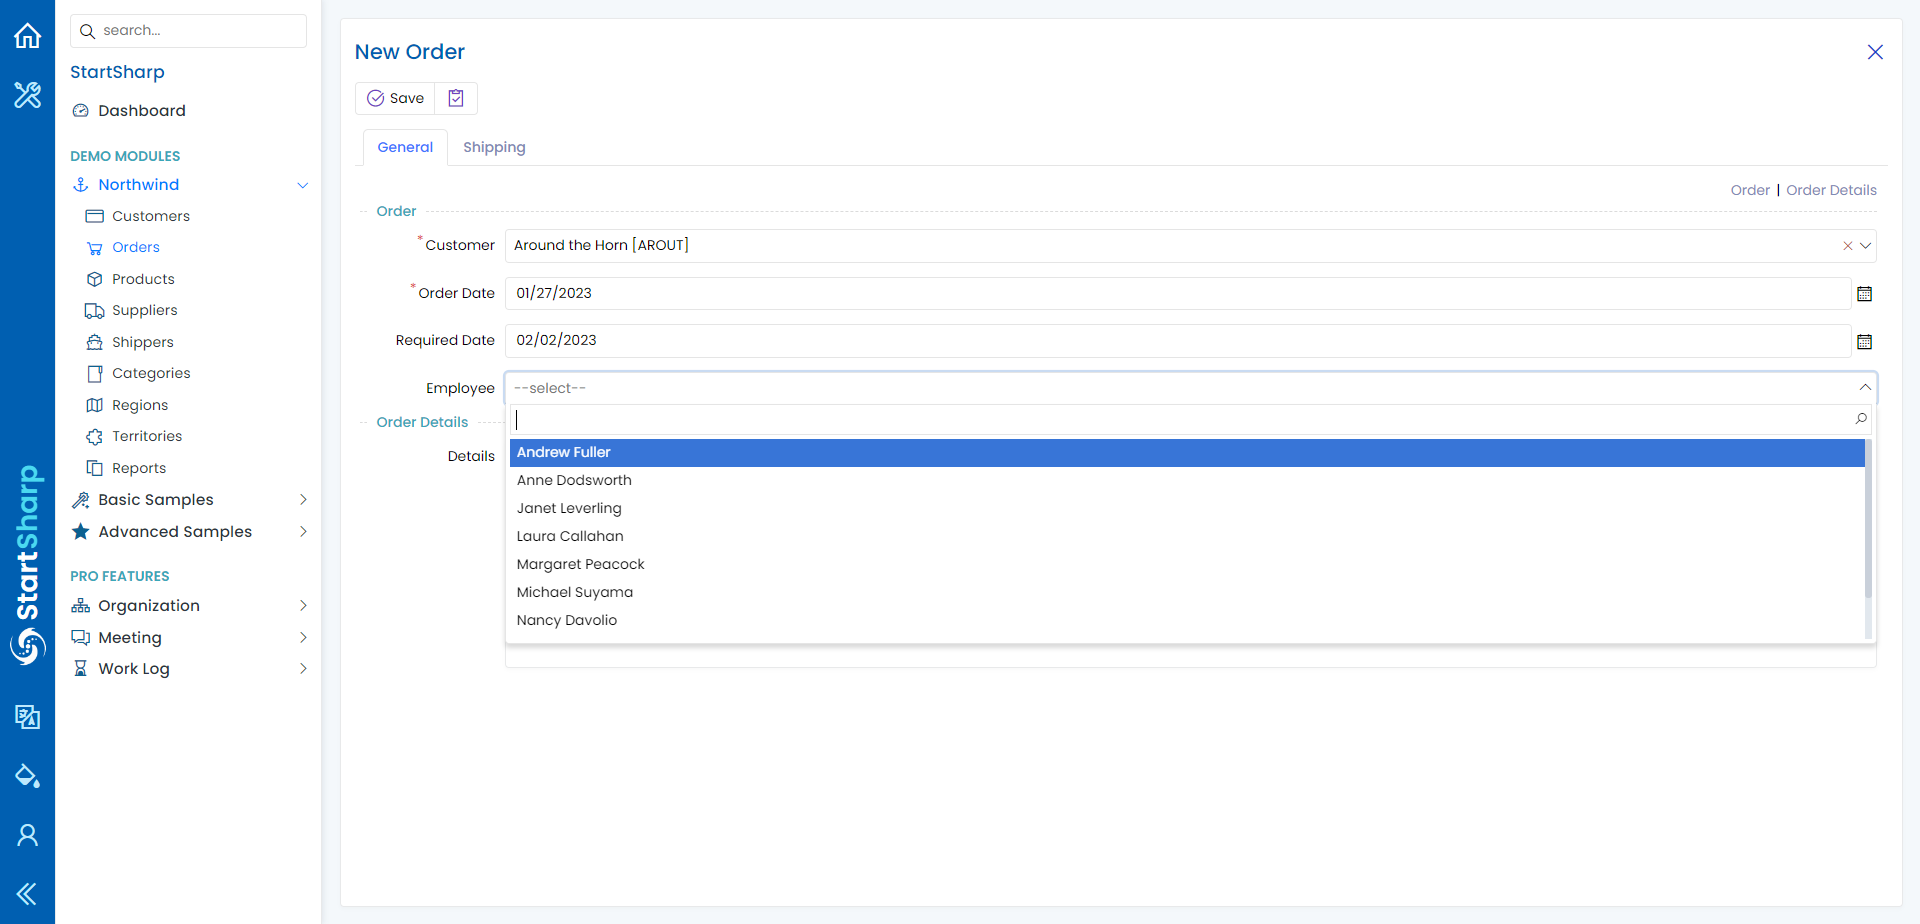 search...
StartSharp
Dashboard
DEMO MODULES
Northwind
Customers
Orders
Products
Suppliers
Shippers
Categories
Regions
Territories
Reports
Basic Samples
Advanced Samples
PRO FEATURES
Organization
Meeting
Work Log
StartSharp
New Order
Save
General Shipping
Order | Order Details
Order
*Customer Around the Horn [AROUT]
*Order Date 01/27/2023
Required Date 02/02/2023
Employee --select--
Order Details
Details
Andrew Fuller
Anne Dodsworth
Janet Leverling
Laura Callahan
Margaret Peacock
Michael Suyama
Nancy Davolio